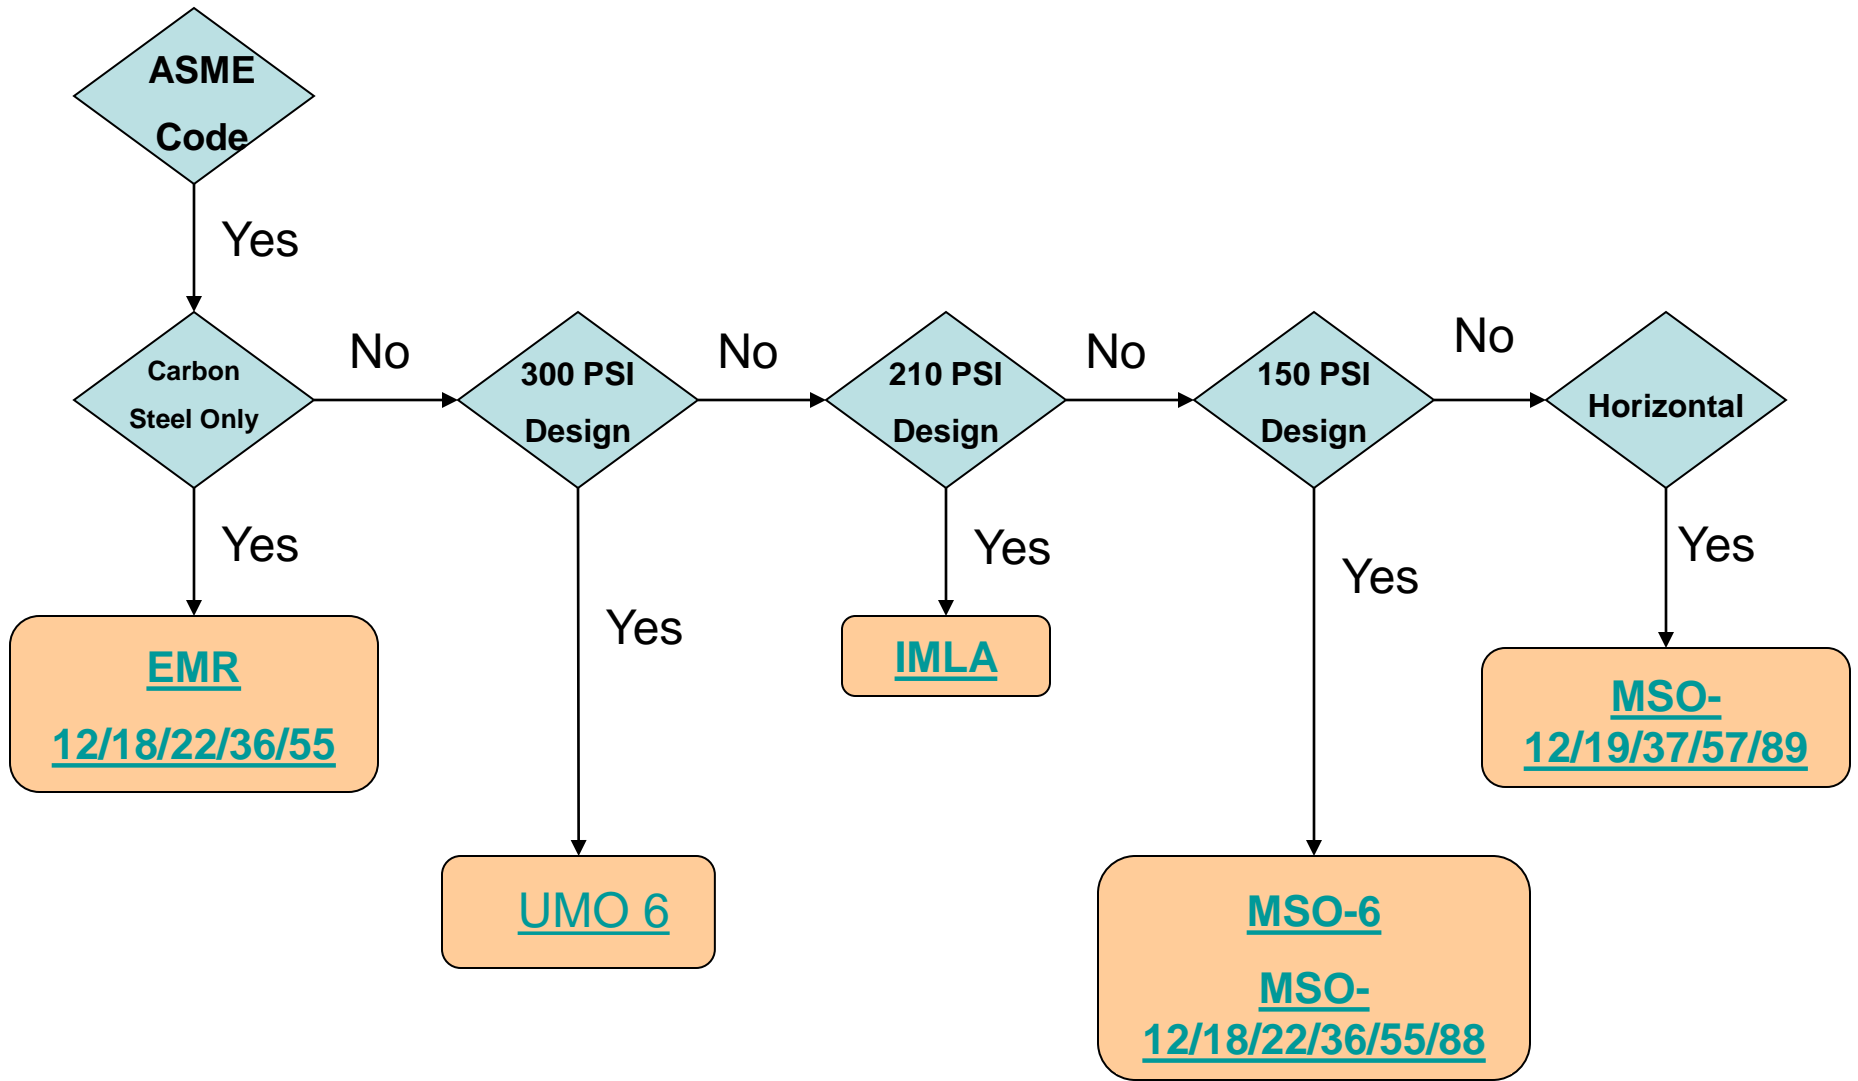 ASME
Code
Yes
Carbon
Steel Only
No
300 PSI
Design
No
210 PSI
Design
No
150 PSI
Design
No
Horizontal
Yes
Yes
Yes
Yes
Yes
EMR
12/18/22/36/55
UMO 6
IMLA
MSO-6
MSO-
12/18/22/36/55/88
MSO-
12/19/37/57/89